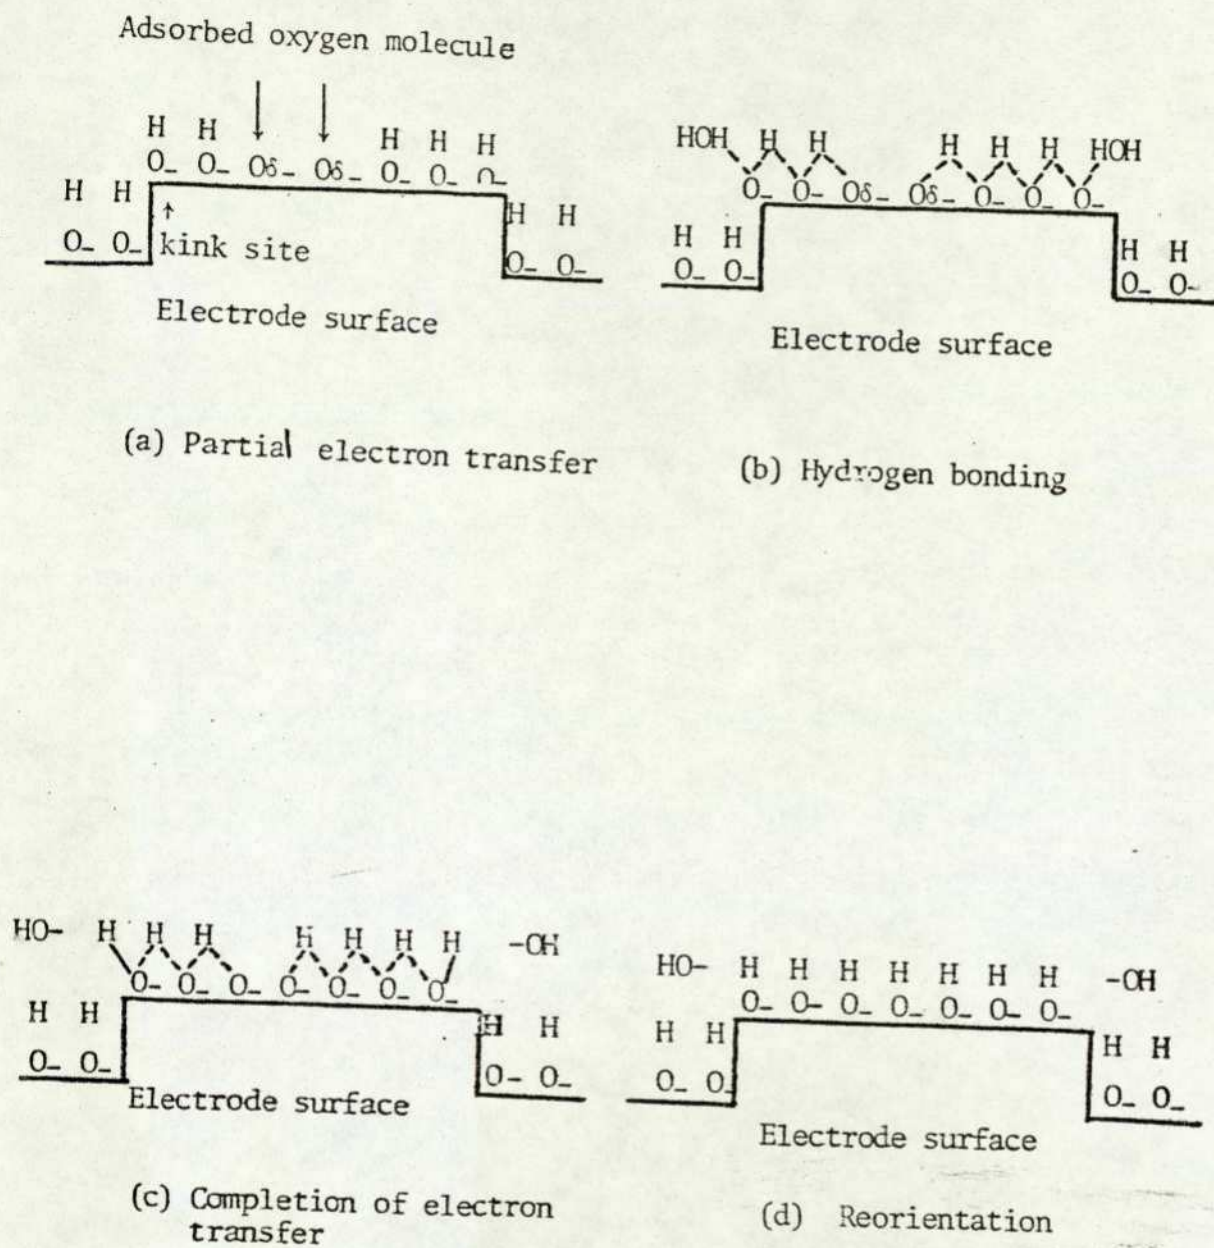 Adsorbed oxygen molecule
H H H H H
O- O- Oδ- Oδ- O- O- O-
H H
O- O-
kink site
H H
O- O-
Electrode surface
(a) Partial electron transfer
HOH H H H H H HOH
O- O- Oδ- Oδ- O- O- O-
H H
O- O-
H H
O- O-
Electrode surface
(b) Hydrogen bonding
HO- H H H H H H H -OH
O- O- O- O- O- O- O-
H H
O- O-
H H
O- O-
Electrode surface
(c) Completion of electron
transfer
HO- H H H H H H H -OH
O- O- O- O- O- O- O-
H H
O- O-
H H
O- O-
Electrode surface
(d) Reorientation